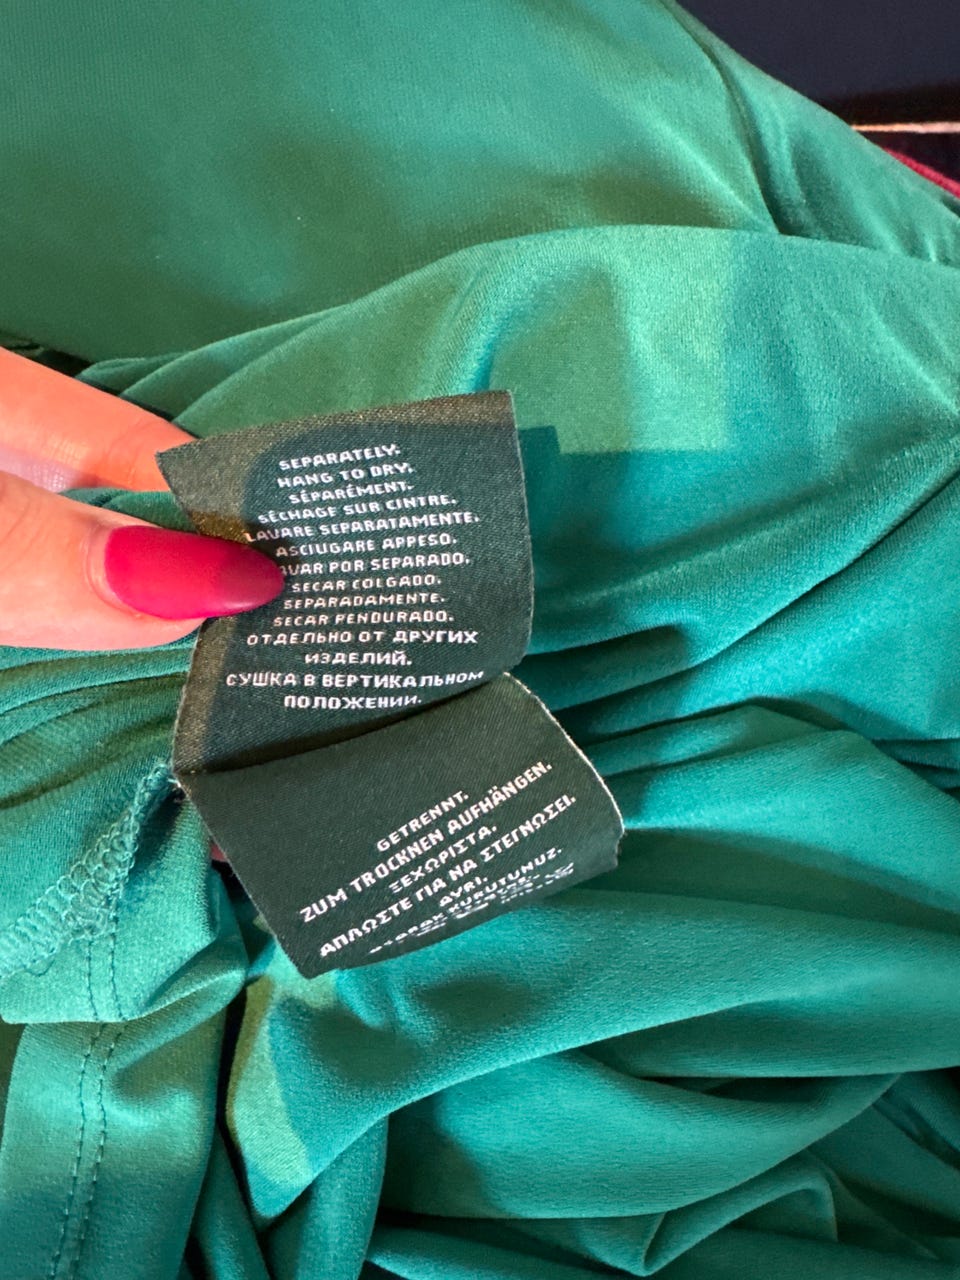 SEPARATELY.
HANG TO DRY.
SÉPARÉMENT.
SÉCHAGE SUR CINTRE.
LAVARE SEPARATAMENTE.
ASCIUGARE APPESO.
POR SEPARADO.
SECAR COLGADO.
SEPARADAMENTE.
SECAR PENDURADO.
ОТДЕЛЬНО ОТ ДРУГИХ
ИЗДЕЛИЙ.
СУШКА В ВЕРТИКАЛЬНОМ
ПОЛОЖЕНИИ.
GETRENNT.
ZUM TROCKNEN AUFHÄNGEN.
ΞΕΧΩΡΙΣΤΑ.
ΑΠΛΩΣΤΕ ΓΙΑ ΝΑ ΣΤΕΓΝΩΣΕΙ.
AYRI.
KURUTUNUZ.